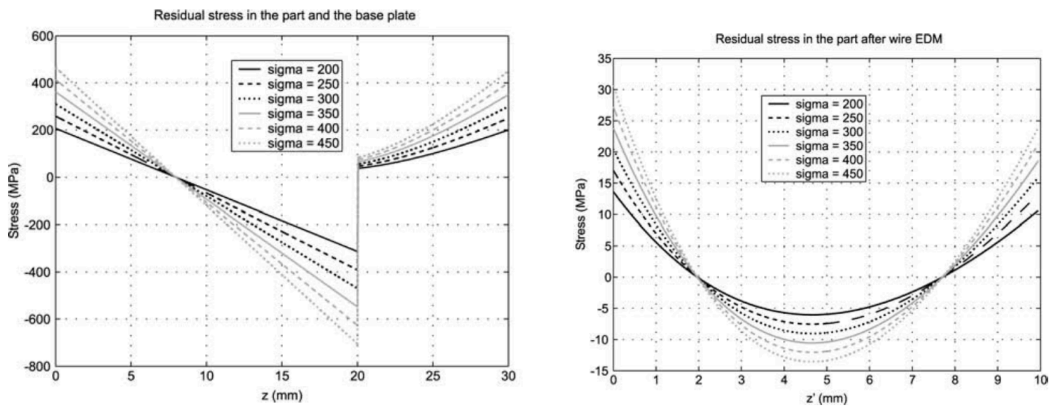 Residual stress in the part and the base plate
600
400
200
0
-200
-400
-600
-800
Stress (MPa)
sigma = 200
sigma = 250
sigma = 300
sigma = 350
sigma = 400
sigma = 450
0 5 10 15 20 25 30
z (mm)
Residual stress in the part after wire EDM
35
30
25
20
15
10
5
0
-5
-10
-15
Stress (MPa)
sigma = 200
sigma = 250
sigma = 300
sigma = 350
sigma = 400
sigma = 450
0 1 2 3 4 5 6 7 8 9 10
z' (mm)